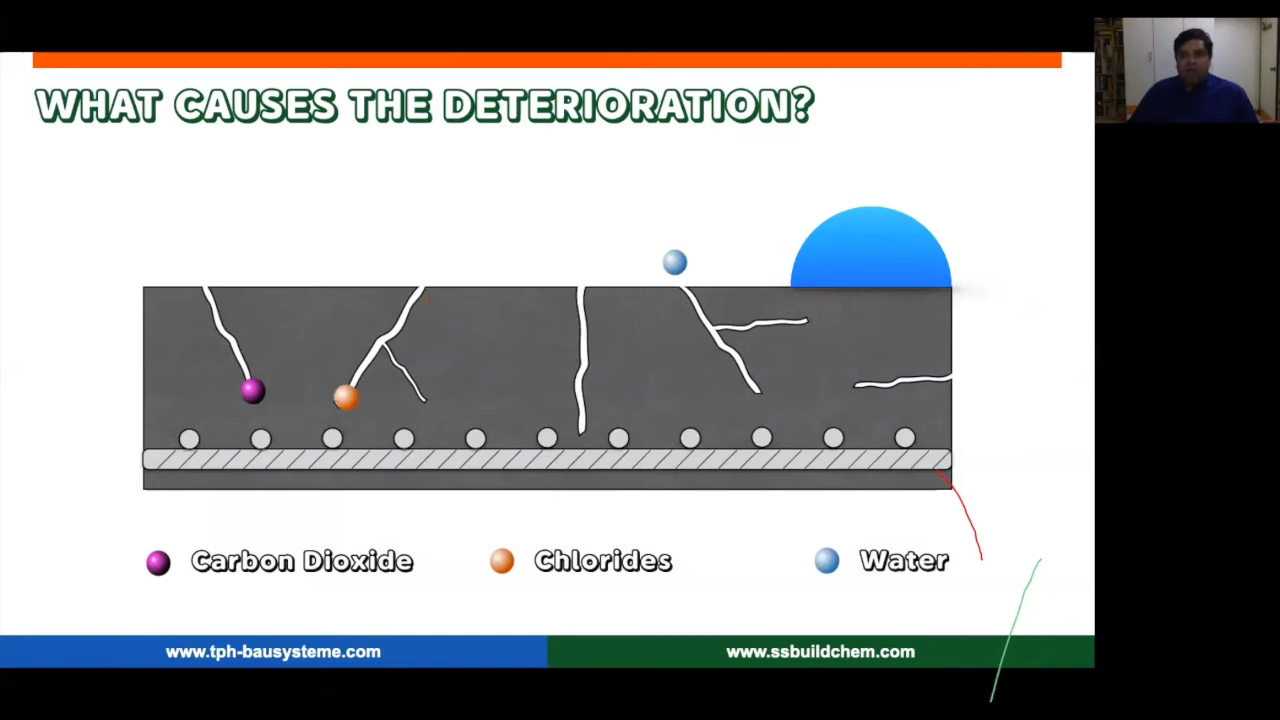 WHAT CAUSES THE DETERIORATION?
Carbon Dioxide
Chlorides
Water
www.tph-bausysteme.com
www.ssbuildchem.com